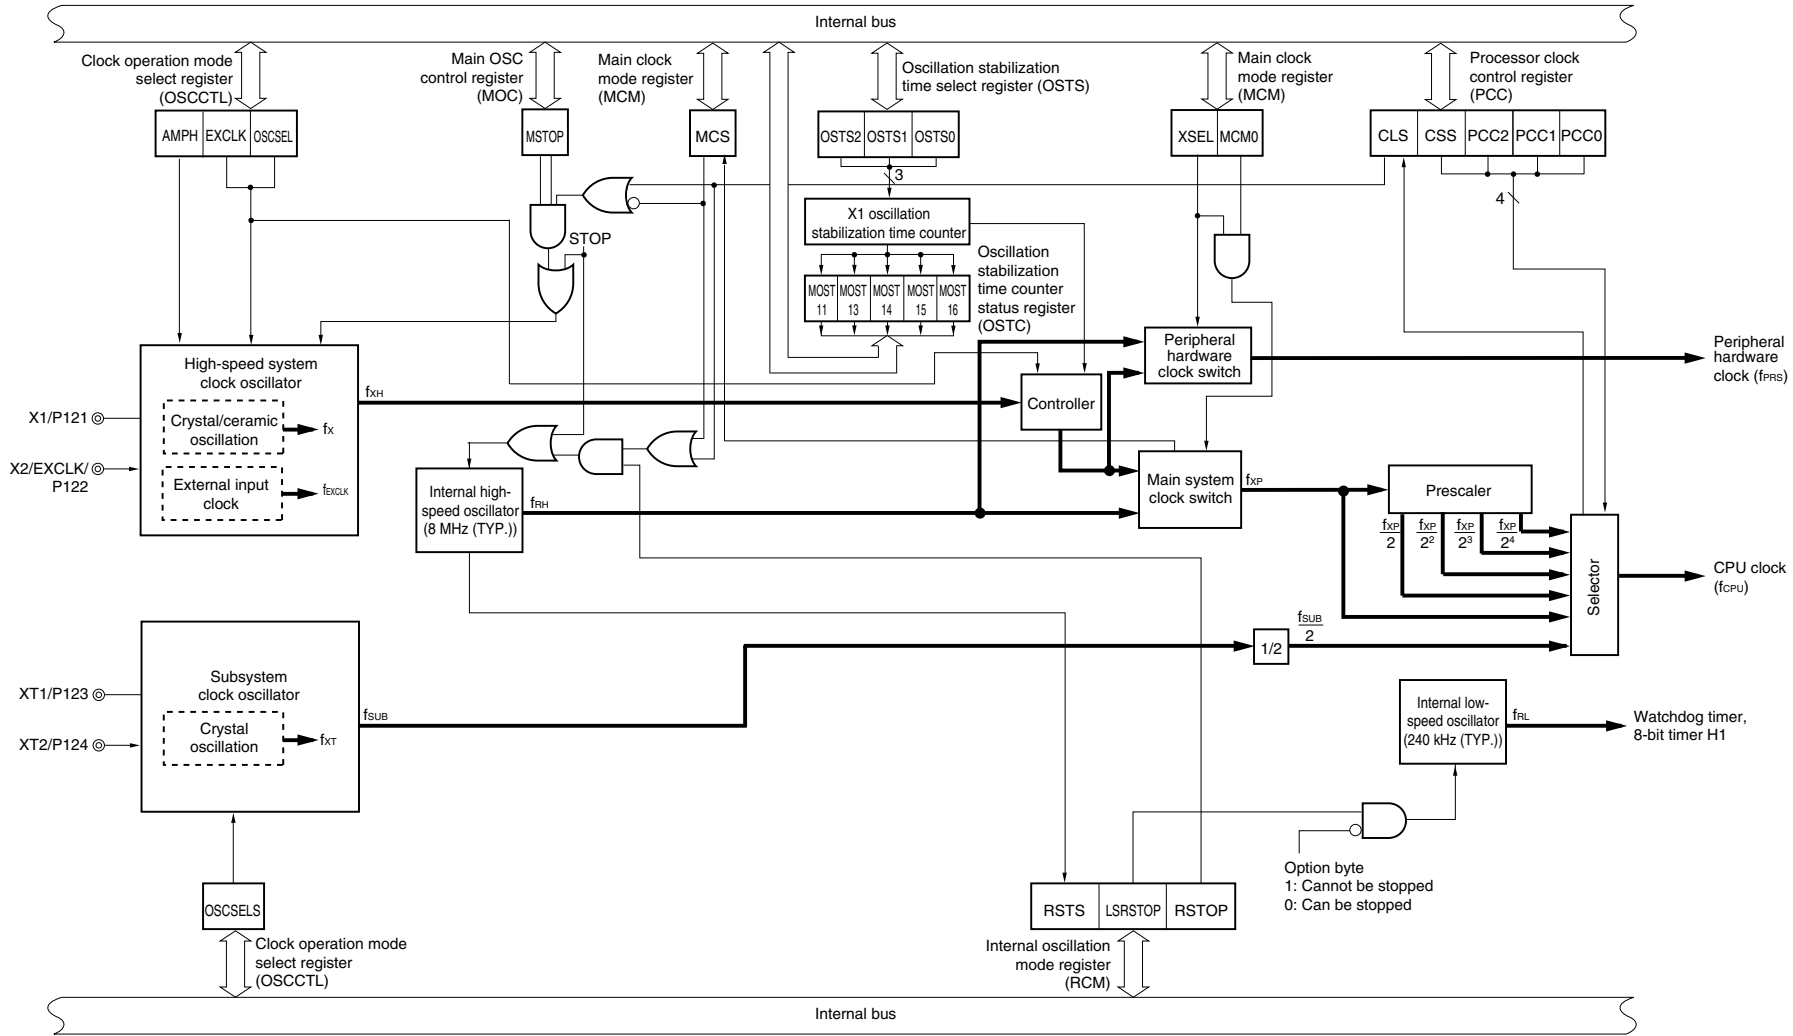 Internal bus
Clock operation mode
select register
(OSCCTL)
Main OSC
control register
(MOC)
Main clock
mode register
(MCM)
Oscillation stabilization
time select register (OSTS)
Main clock
mode register
(MCM)
Processor clock
control register
(PCC)
AMPH EXCLK OSCSEL
MSTOP
MCS
OSTS2 OSTS1 OSTS0
XSEL MCM0
CLS CSS PCC2 PCC1 PCC0
3
4
X1 oscillation
stabilization time counter
STOP
Oscillation
stabilization
time counter
status register
(OSTC)
MOST MOST MOST MOST MOST
11 13 14 15 16
High-speed system
clock oscillator
Crystal/ceramic
oscillation
fX
External input
clock
fEXCLK
X1/P121
X2/EXCLK/
P122
fXH
Controller
Peripheral
hardware
clock switch
Peripheral
hardware
clock (fPRS)
Internal high-
speed oscillator
(8 MHz (TYP.))
fRH
Main system
clock switch
fXP
Prescaler
fXP fXP fXP fXP
2 2² 2³ 2⁴
Selector
CPU clock
(fCPU)
fSUB
2
1/2
Subsystem
clock oscillator
Crystal
oscillation
fXT
XT1/P123
XT2/P124
fSUB
Internal low-
speed oscillator
(240 kHz (TYP.))
fRL
Watchdog timer,
8-bit timer H1
Option byte
1: Cannot be stopped
0: Can be stopped
OSCSELS
RSTS LSRSTOP RSTOP
Clock operation mode
select register
(OSCCTL)
Internal oscillation
mode register
(RCM)
Internal bus